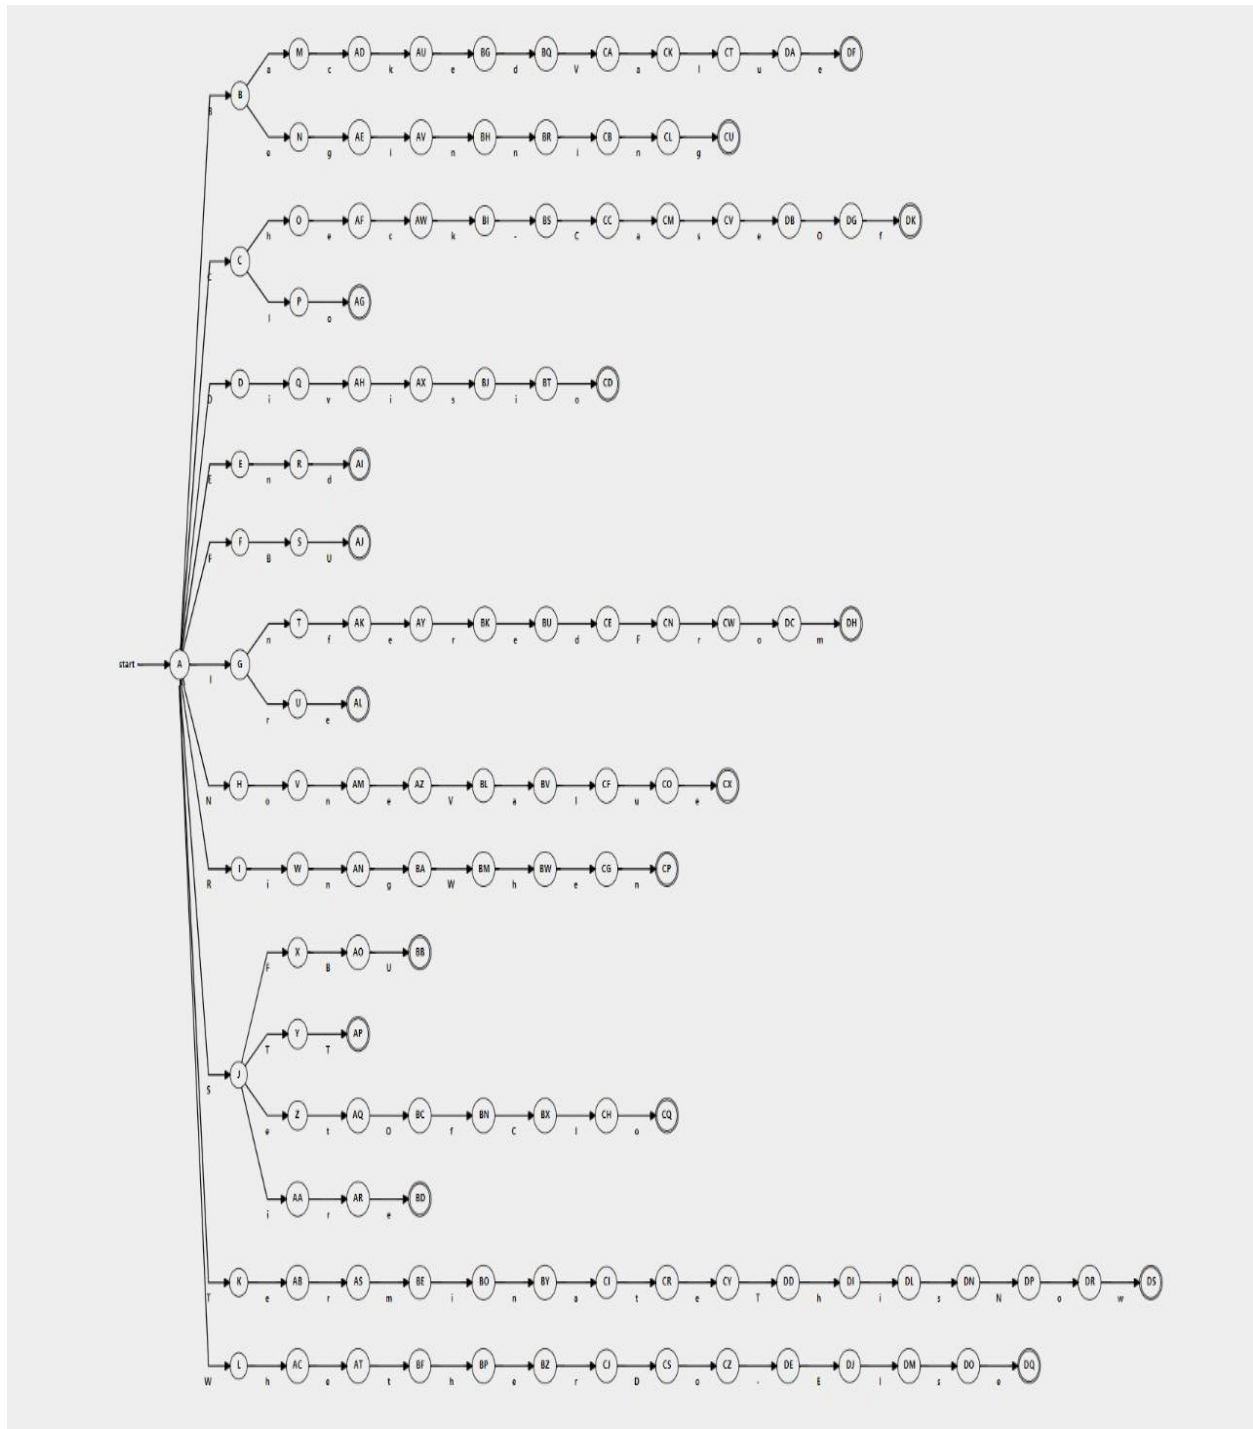 M AD AU BG BQ CA CK CT DA DF
a c k e d V a l u e
B
B
N AE AV BH BR CB CL CU
e g i n n i n g
O AF AW BI BS CC CM CV DB DG DK
h e c k - C a s e O f
C
C
P AG
l o
D Q AH AX BJ BT CD
D i v i s i o
E R AI
E n d
F S AJ
F B U
T AK AY BK BU CE CN CW DC DH
n f e r e d F r o m
start A G
I
U AL
r e
H V AM AZ BL BV CF CO CX
N o n e V a l u e
I W AN BA BM BW CG CP
R i n g W h e n
X AO BB
F B U
Y AP
T T
J
S
Z AQ BC BN BX CH CQ
e t O f C l o
AA AR BD
i r e
K AB AS BE BO BY CI CR CY DD DI DL DN DP DR DS
T e r m i n a t e T h i s N o w
L AC AT BF BP BZ CJ CS CZ DE DJ DM DO DQ
W h e t h e r D o - E l s e